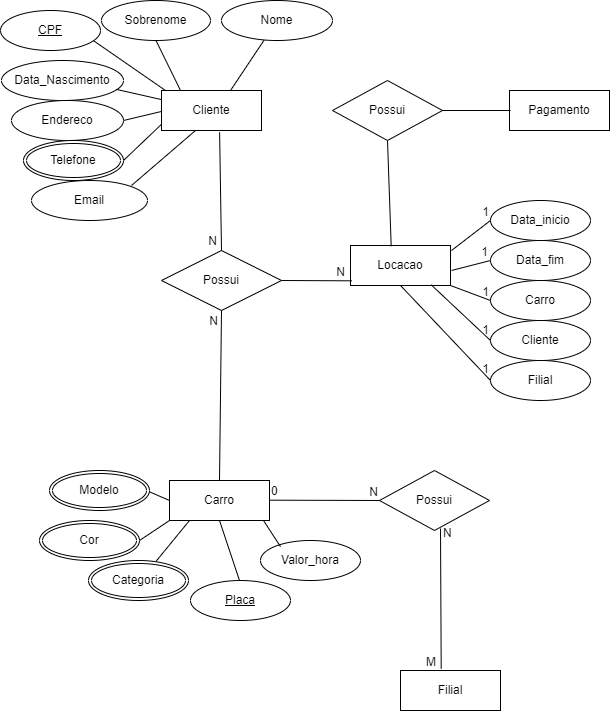 Sobrenome
Nome
CPF
Data_Nascimento
Cliente
Possui
Pagamento
Endereco
Telefone
Email
1
Data_inicio
N
1
Data_fim
Locacao
N
Possui
1
Carro
N
1
Cliente
1
Filial
Modelo
Carro
0
N
Possui
Cor
N
Valor_hora
Categoria
Placa
M
Filial